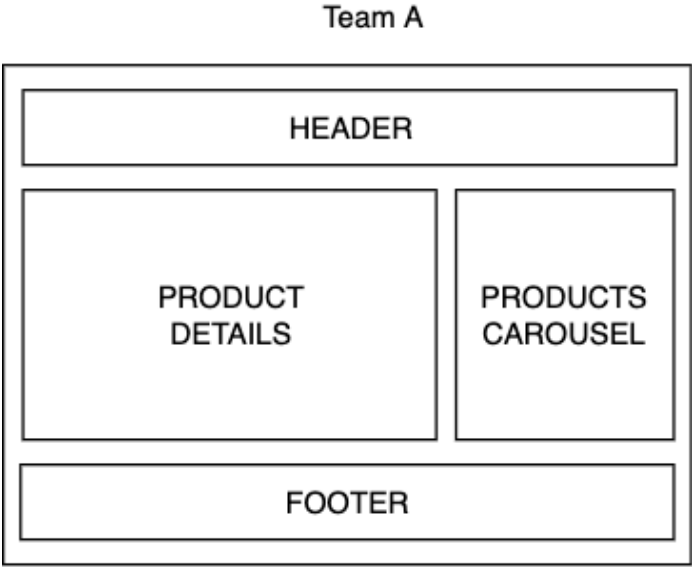 Team A
HEADER
PRODUCT
DETAILS
PRODUCTS
CAROUSEL
FOOTER